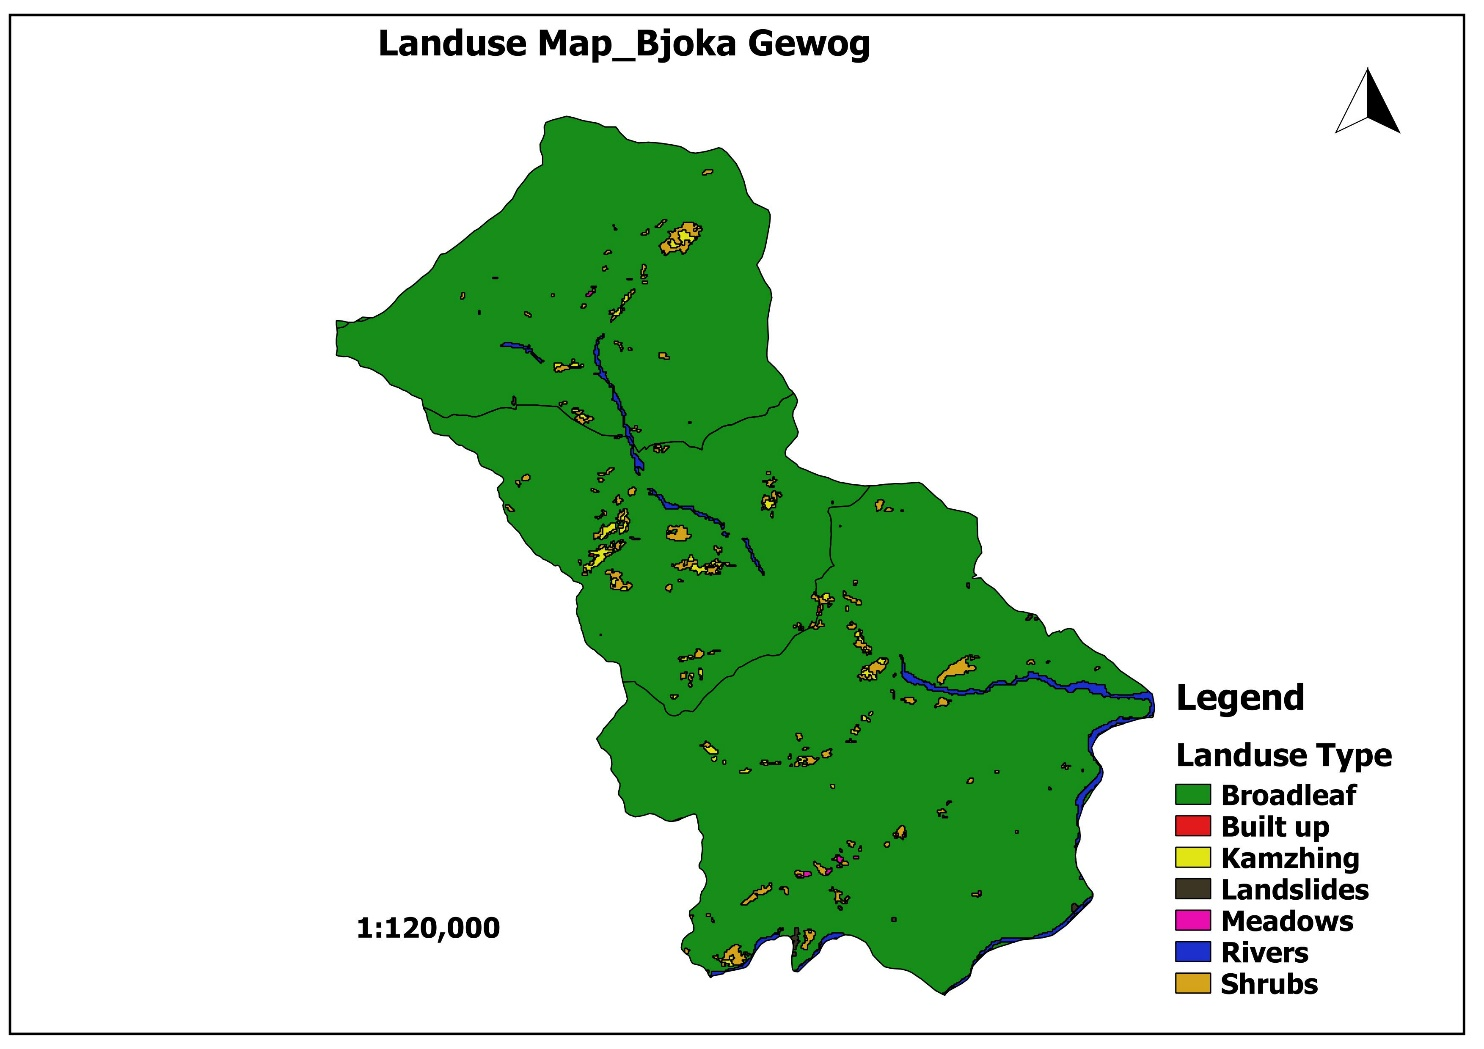 Landuse Map_Bjoka Gewog
Legend
Landuse Type
Broadleaf
Built up
Kamzhing
Landslides
Meadows
Rivers
Shrubs
1:120,000